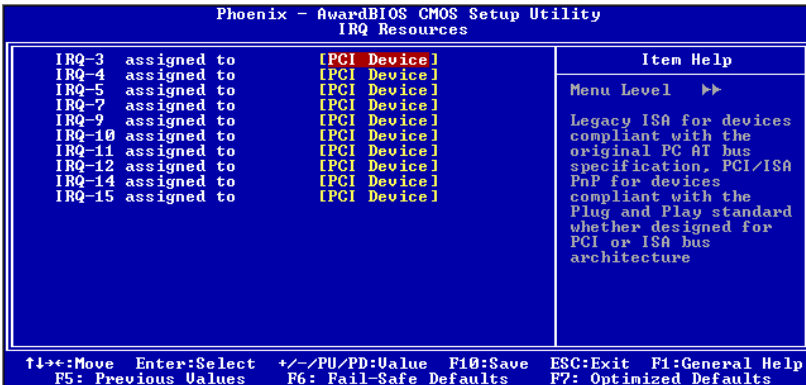 Phoenix - AwardBIOS CMOS Setup Utility
IRQ Resources
IRQ-3 assigned to [PCI Device]
IRQ-4 assigned to [PCI Device]
IRQ-5 assigned to [PCI Device]
IRQ-7 assigned to [PCI Device]
IRQ-9 assigned to [PCI Device]
IRQ-10 assigned to [PCI Device]
IRQ-11 assigned to [PCI Device]
IRQ-12 assigned to [PCI Device]
IRQ-14 assigned to [PCI Device]
IRQ-15 assigned to [PCI Device]
Item Help
Menu Level ▶▶
Legacy ISA for devices
compliant with the
original PC AT bus
specification, PCI/ISA
PnP for devices
compliant with the
Plug and Play standard
whether designed for
PCI or ISA bus
architecture
↑↓→←:Move Enter:Select +/-/PU/PD:Value F10:Save ESC:Exit F1:General Help
F5: Previous Values F6: Fail-Safe Defaults F7: Optimized Defaults